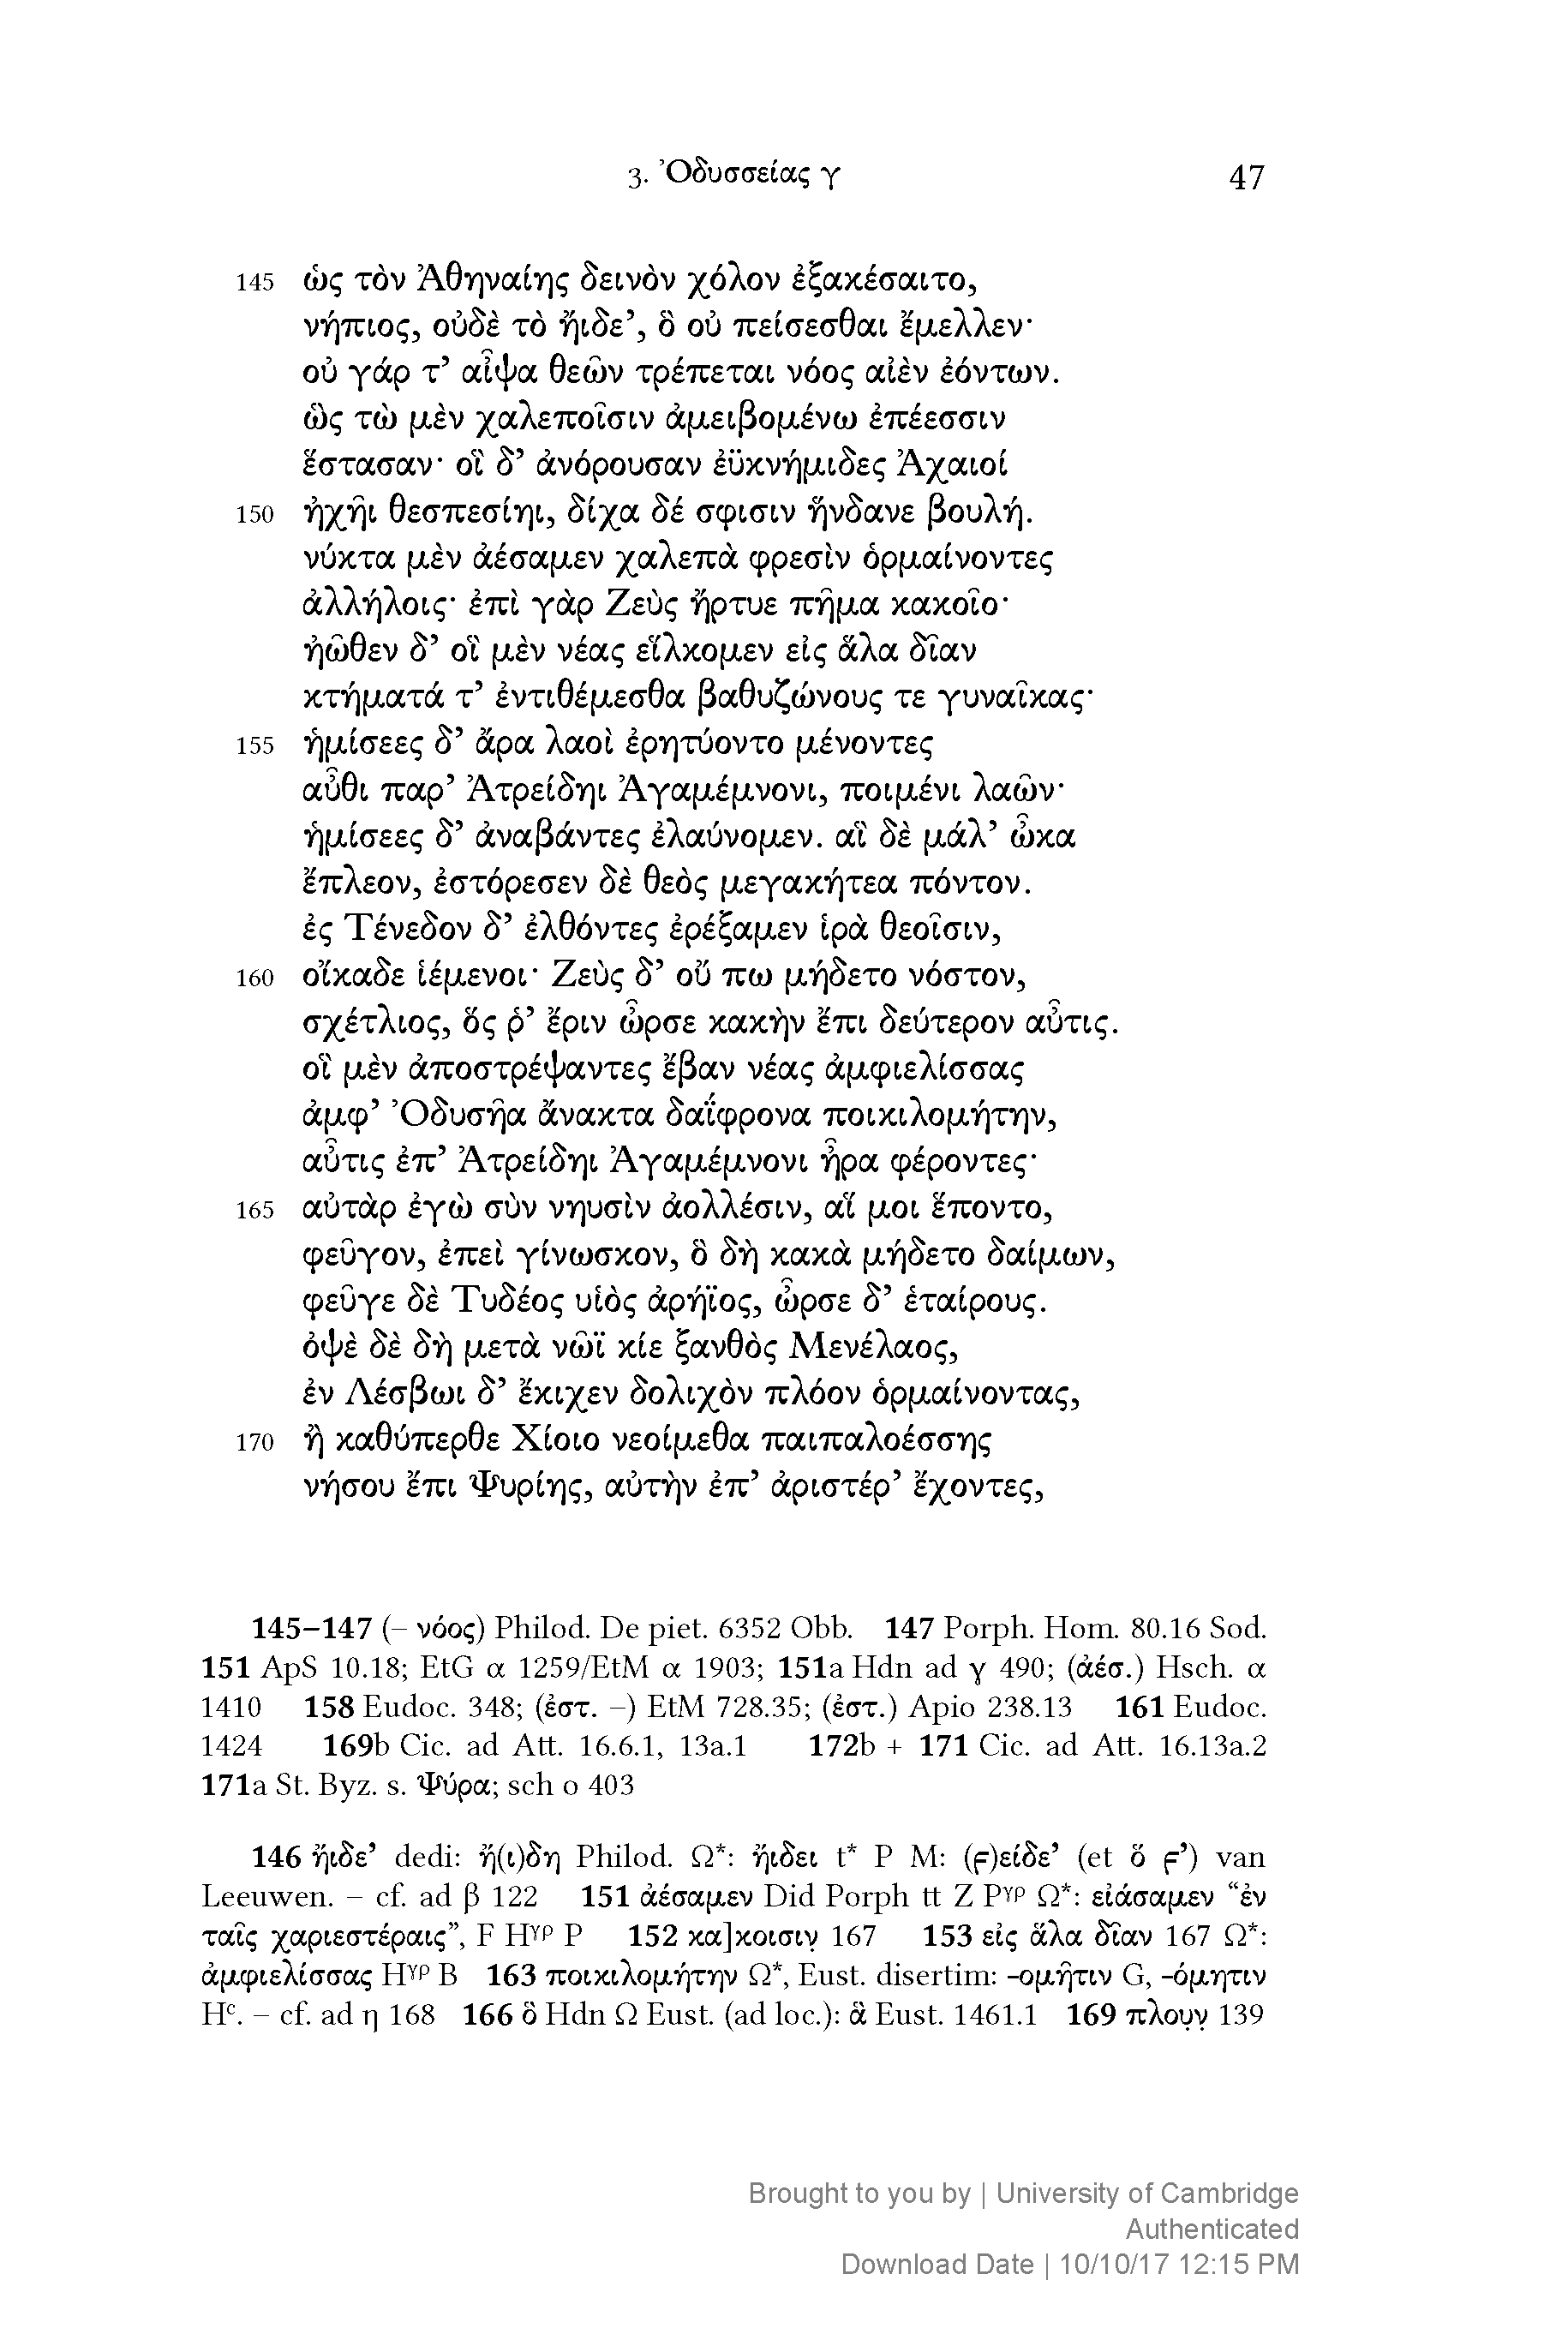 3. Ὀδυσσείας γ 47
145 ὡς τὸν Ἀθηναίης δεινὸν χόλον ἐξακέσαιτο,
νήπιος, οὐδὲ τὸ ἤιδε’, ὃ οὐ πείσεσθαι ἔμελλεν·
οὐ γάρ τ’ αἶψα θεῶν τρέπεται νόος αἰὲν ἐόντων.
ὣς τὼ μὲν χαλεποῖσιν ἀμειβομένω ἐπέεσσιν
ἕστασαν· οἳ δ’ ἀνόρουσαν ἐϋκνήμιδες Ἀχαιοί
150 ἠχῆι θεσπεσίηι, δίχα δέ σφισιν ἥνδανε βουλή.
νύκτα μὲν ἀέσαμεν χαλεπὰ φρεσὶν ὁρμαίνοντες
ἀλλήλοις· ἐπὶ γὰρ Ζεὺς ἤρτυε πῆμα κακοῖο·
ἠῶθεν δ’ οἳ μὲν νέας εἵλκομεν εἰς ἅλα δῖαν
κτήματά τ’ ἐντιθέμεσθα βαθυζώνους τε γυναῖκας·
155 ἡμίσεες δ’ ἄρα λαοὶ ἐρητύοντο μένοντες
αὖθι παρ’ Ἀτρείδηι Ἀγαμέμνονι, ποιμένι λαῶν·
ἡμίσεες δ’ ἀναβάντες ἐλαύνομεν. αἳ δὲ μάλ’ ὦκα
ἔπλεον, ἐστόρεσεν δὲ θεὸς μεγακήτεα πόντον.
ἐς Τένεδον δ’ ἐλθόντες ἐρέξαμεν ἱρὰ θεοῖσιν,
160 οἴκαδε ἱέμενοι· Ζεὺς δ’ οὔ πω μήδετο νόστον,
σχέτλιος, ὅς ῥ’ ἔριν ὦρσε κακὴν ἔπι δεύτερον αὖτις.
οἳ μὲν ἀποστρέψαντες ἔβαν νέας ἀμφιελίσσας
ἀμφ’ Ὀδυσῆα ἄνακτα δαΐφρονα ποικιλομήτην,
αὖτις ἐπ’ Ἀτρείδηι Ἀγαμέμνονι ἦρα φέροντες·
165 αὐτὰρ ἐγὼ σὺν νηυσὶν ἀολλέσιν, αἵ μοι ἕποντο,
φεῦγον, ἐπεὶ γίνωσκον, ὃ δὴ κακὰ μήδετο δαίμων,
φεῦγε δὲ Τυδέος υἱὸς ἀρήϊος, ὦρσε δ’ ἑταίρους.
ὀψὲ δὲ δὴ μετὰ νῶϊ κίε ξανθὸς Μενέλαος,
ἐν Λέσβωι δ’ ἔκιχεν δολιχὸν πλόον ὁρμαίνοντας,
170 ἢ καθύπερθε Χίοιο νεοίμεθα παιπαλοέσσης
νήσου ἔπι Ψυρίης, αὐτὴν ἐπ’ ἀριστέρ’ ἔχοντες,
145–147 (– νόος) Philod. De piet. 6352 Obb. 147 Porph. Hom. 80.16 Sod.
151 ApS 10.18; EtG α 1259/EtM α 1903; 151a Hdn ad γ 490; (ἀέσ.) Hsch. α
1410 158 Eudoc. 348; (ἐστ. –) EtM 728.35; (ἐστ.) Apio 238.13 161 Eudoc.
1424 169b Cic. ad Att. 16.6.1, 13a.1 172b + 171 Cic. ad Att. 16.13a.2
171a St. Byz. s. Ψύρα; sch ο 403
146 ἤιδε’ dedi: ἤ(ι)δη Philod. Ω*: ἤιδει t* P M: (ϝ)είδε’ (et ὅ ϝ’) van
Leeuwen. – cf. ad β 122 151 ἀέσαμεν Did Porph tt Z Pᵞᴾ Ω*: εἰάσαμεν “ἐν
ταῖς χαριεστέραις”, F Hᵞᴾ P 152 κα]κοισιν̣ 167 153 εἰς ἅλα δῖαν 167 Ω*:
ἀμφιελίσσας Hᵞᴾ B 163 ποικιλομήτην Ω*, Eust. disertim: -ομῆτιν G, -όμητιν
Hᶜ. – cf. ad η 168 166 ὃ Hdn Ω Eust. (ad loc.): ἃ Eust. 1461.1 169 πλουν̣ 139
Brought to you by | University of Cambridge
Authenticated
Download Date | 10/10/17 12:15 PM